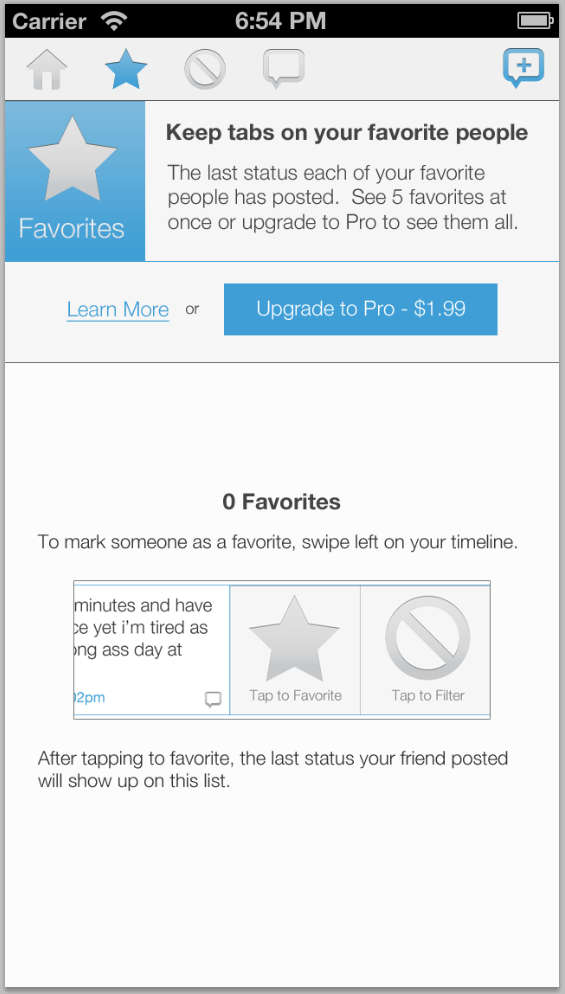 Carrier 6:54 PM
Keep tabs on your favorite people
The last status each of your favorite
people has posted. See 5 favorites at
once or upgrade to Pro to see them all.
Favorites
Learn More or Upgrade to Pro - $1.99
0 Favorites
To mark someone as a favorite, swipe left on your timeline.
minutes and have
ce yet i'm tired as
ong ass day at
02pm
Tap to Favorite Tap to Filter
After tapping to favorite, the last status your friend posted
will show up on this list.